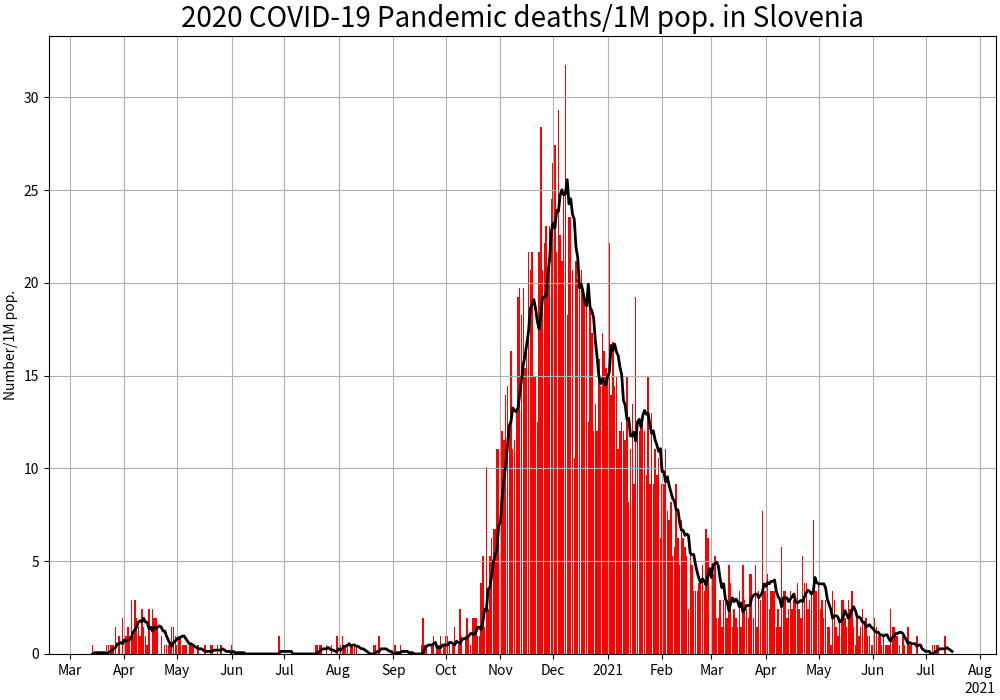 2020 COVID-19 Pandemic deaths/1M pop. in Slovenia
Number/1M pop.
30
25
20
15
10
5
0
Mar Apr May Jun Jul Aug Sep Oct Nov Dec 2021 Feb Mar Apr May Jun Jul Aug
2021